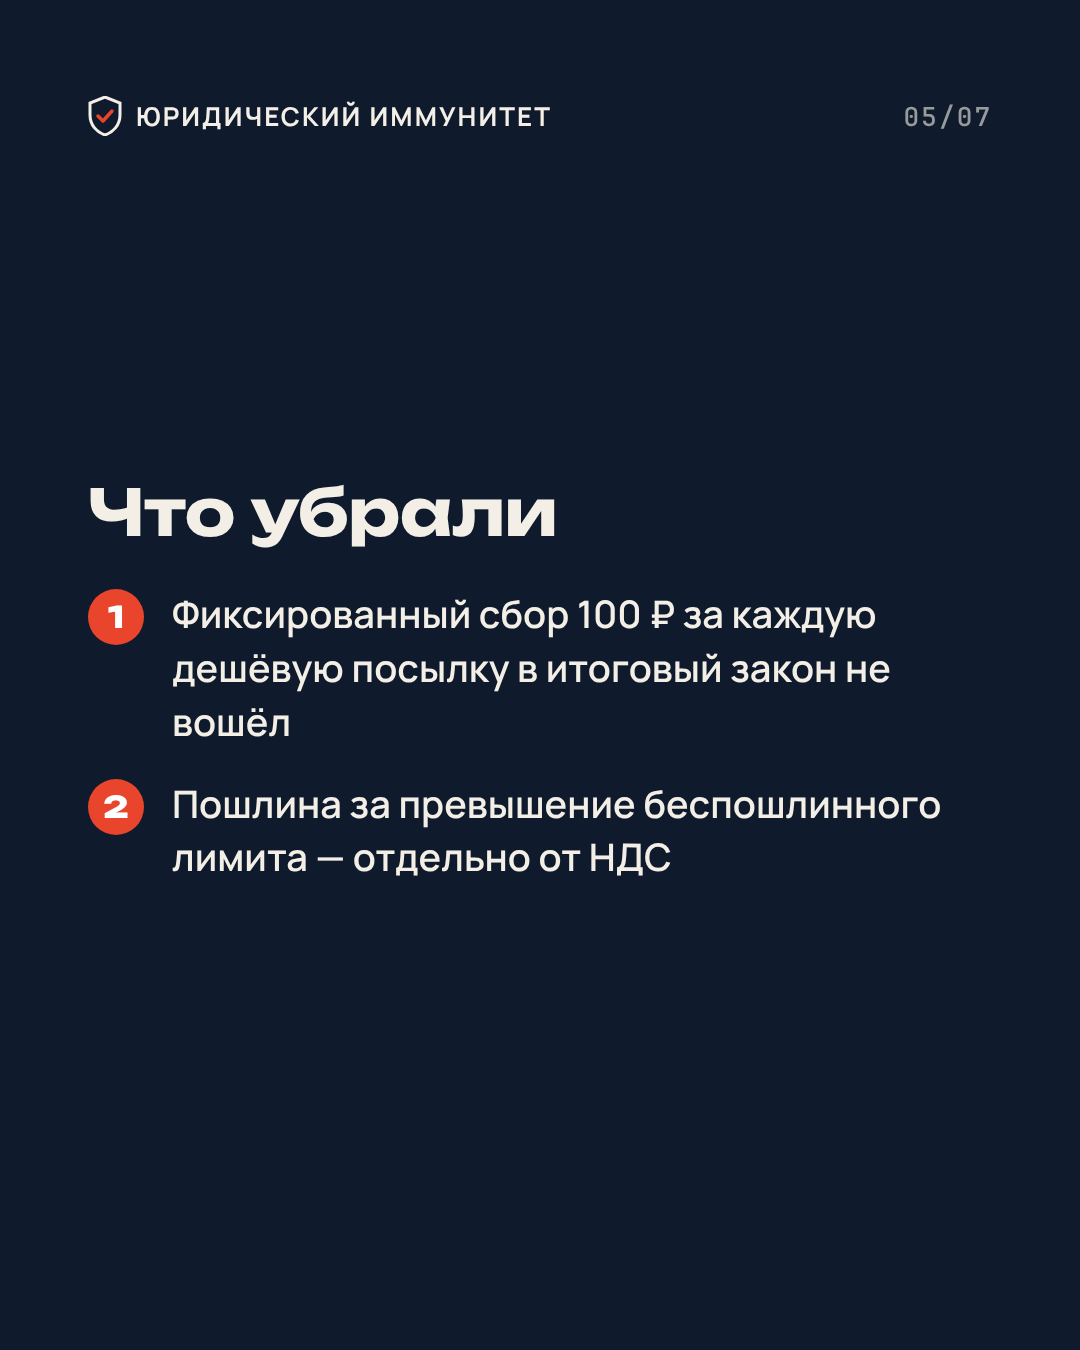 ЮРИДИЧЕСКИЙ ИММУНИТЕТ
05/07
Что убрали
1 Фиксированный сбор 100 ₽ за каждую
дешёвую посылку в итоговый закон не
вошёл
2 Пошлина за превышение беспошлинного
лимита — отдельно от НДС